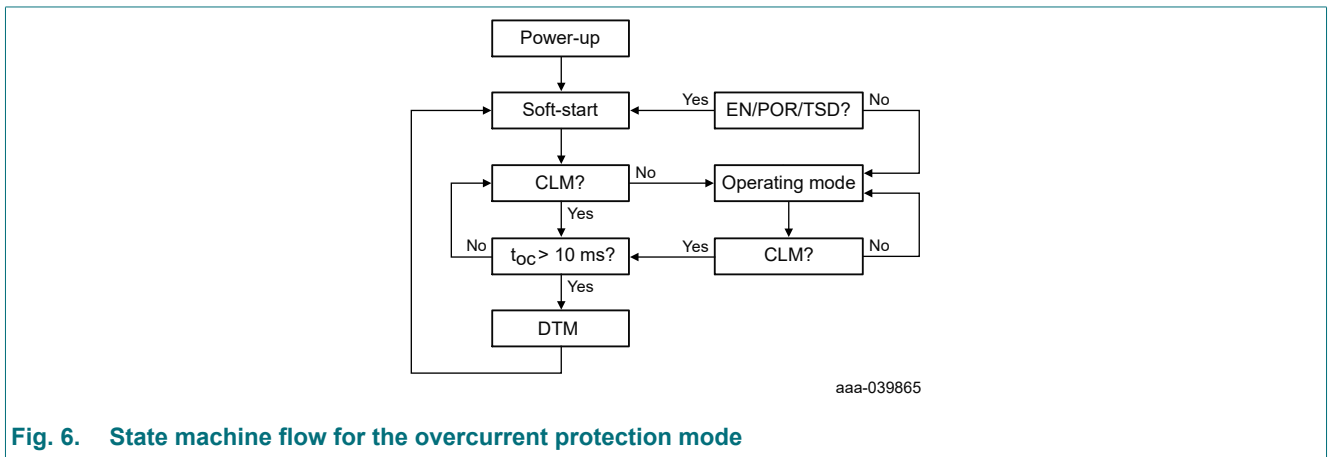 Power-up
Soft-start
Yes
EN/POR/TSD?
No
CLM?
No
Operating mode
Yes
No
tOC > 10 ms?
Yes
CLM?
No
Yes
DTM
aaa-039865
Fig. 6. State machine flow for the overcurrent protection mode